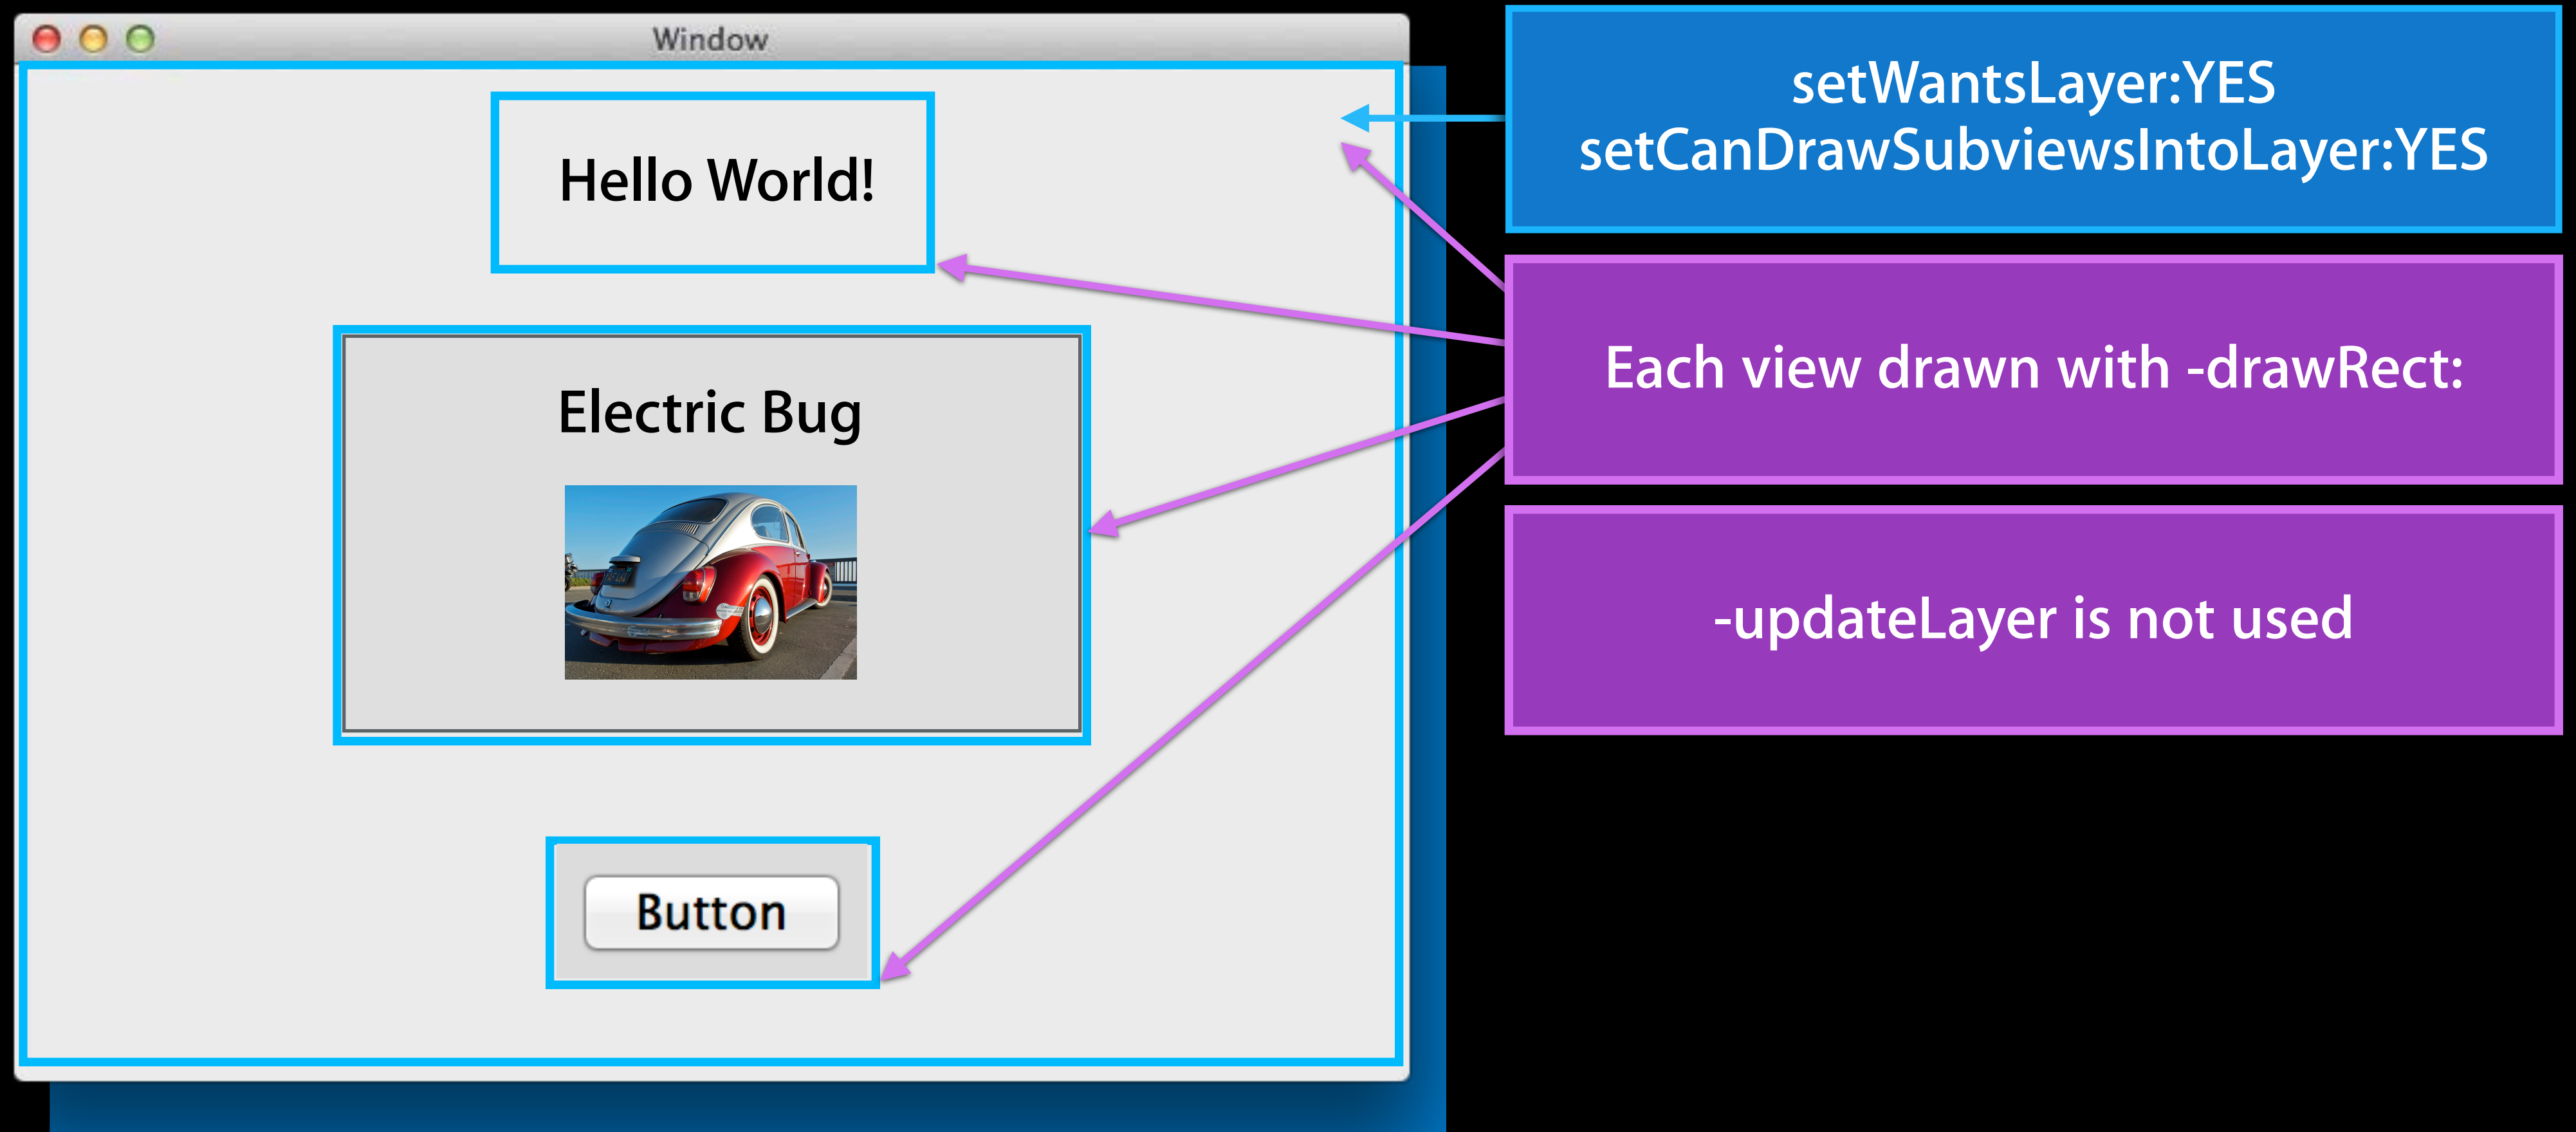 Window
Hello World!
Electric Bug
Button
setWantsLayer:YES
setCanDrawSubviewsIntoLayer:YES
Each view drawn with -drawRect:
-updateLayer is not used